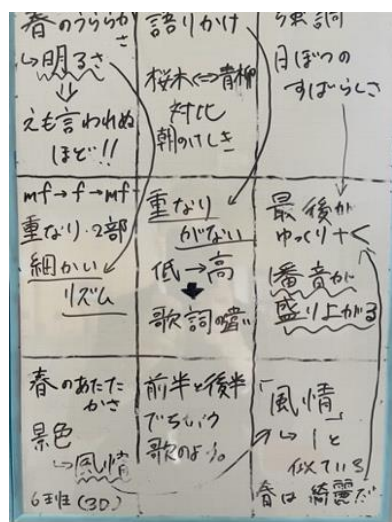 春のうららかさ
↳明るさ
⇓
えも言われぬ
ほど!!
語りかけ
桜木⇔青柳
対比
朝のけしき
歌詞
日ぼつの
すばらしさ
mf→f→mf
重なり・2部
細かい
リズム
重なり
がない
低→高
歌詞の違い
最後が
ゆっくり+く
1番音が
盛り上がる
春のあたた
かさ
景色
↳風情
6班(3D)
前半と後半
でちがう
歌のよう。
「風情」
↳1と
似ている
春は綺麗だ